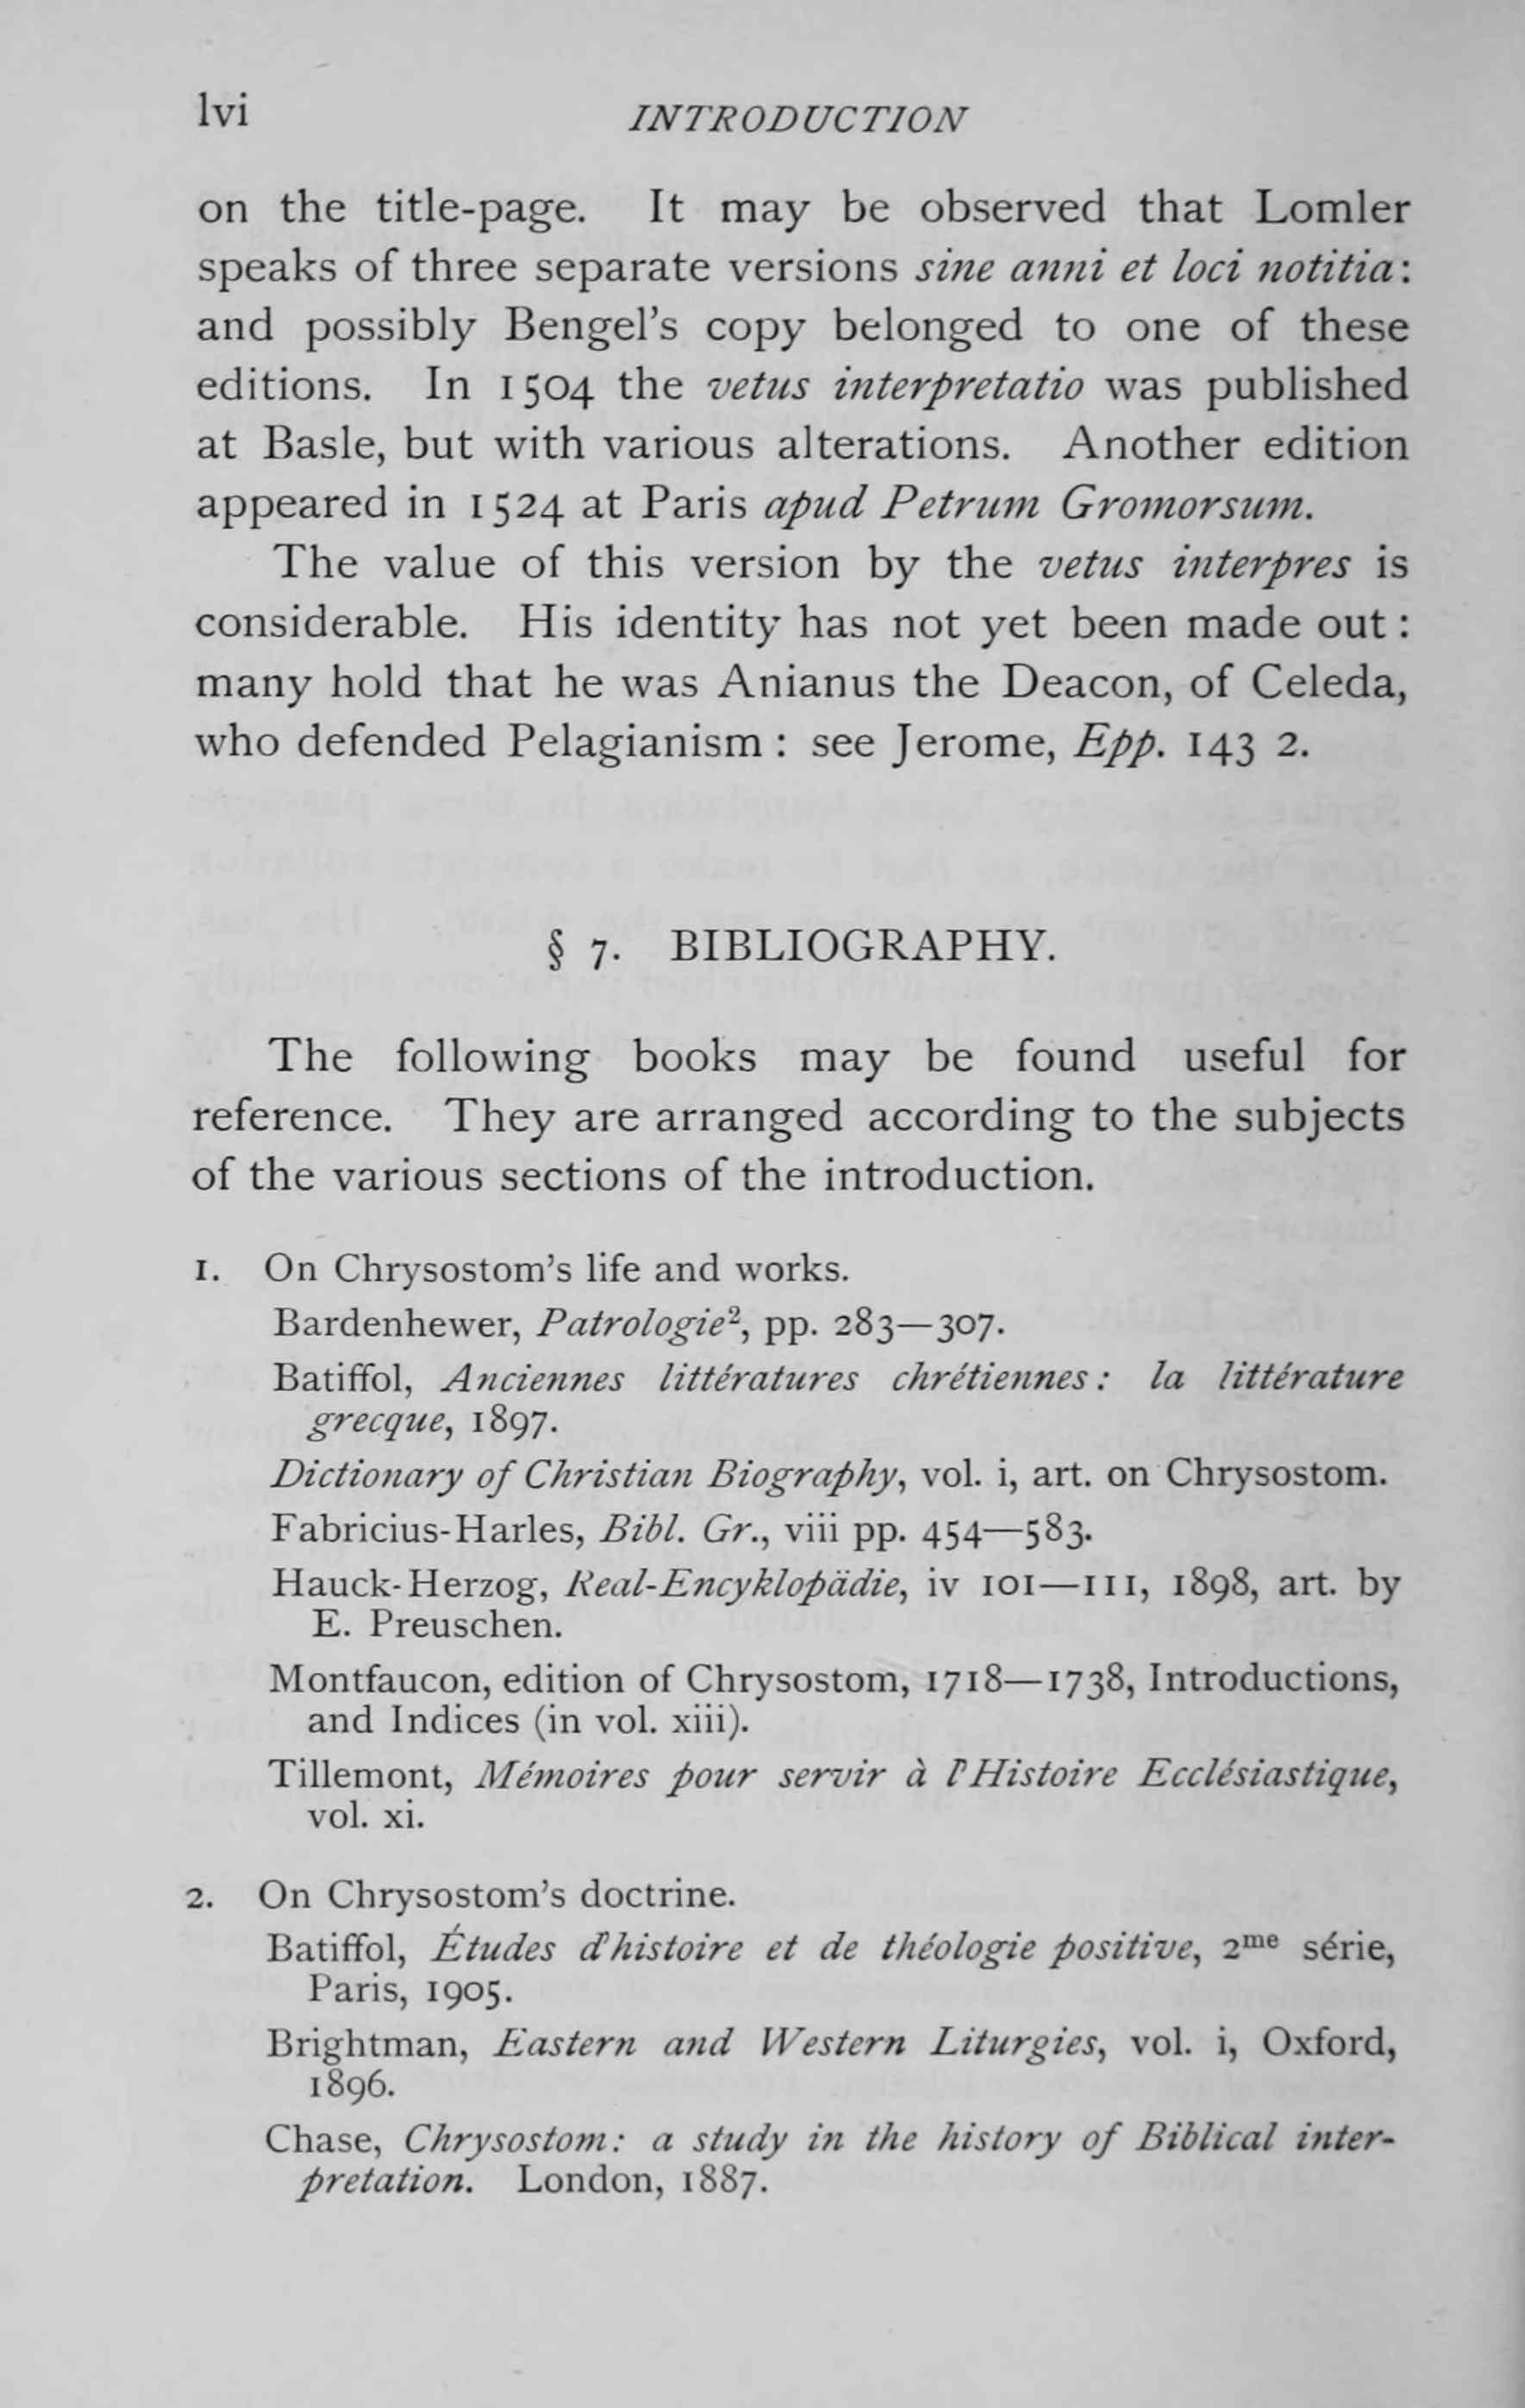 lvi INTRODUCTION
on the title-page. It may be observed that Lomler
speaks of three separate versions sine anni et loci notitia:
and possibly Bengel's copy belonged to one of these
editions. In 1504 the vetus interpretatio was published
at Basle, but with various alterations. Another edition
appeared in 1524 at Paris apud Petrum Gromorsum.
The value of this version by the vetus interpres is
considerable. His identity has not yet been made out :
many hold that he was Anianus the Deacon, of Celeda,
who defended Pelagianism : see Jerome, Epp. 143 2.
§ 7. BIBLIOGRAPHY.
The following books may be found useful for
reference. They are arranged according to the subjects
of the various sections of the introduction.
1. On Chrysostom's life and works.
Bardenhewer, Patrologie², pp. 283—307.
Batiffol, Anciennes littératures chrétiennes : la littérature
grecque, 1897.
Dictionary of Christian Biography, vol. i, art. on Chrysostom.
Fabricius-Harles, Bibl. Gr., viii pp. 454—583.
Hauck-Herzog, Real-Encyklopädie, iv 101—111, 1898, art. by
E. Preuschen.
Montfaucon, edition of Chrysostom, 1718—1738, Introductions,
and Indices (in vol. xiii).
Tillemont, Mémoires pour servir à l'Histoire Ecclésiastique,
vol. xi.
2. On Chrysostom's doctrine.
Batiffol, Études d'histoire et de théologie positive, 2ᵐᵉ série,
Paris, 1905.
Brightman, Eastern and Western Liturgies, vol. i, Oxford,
1896.
Chase, Chrysostom: a study in the history of Biblical inter-
pretation. London, 1887.